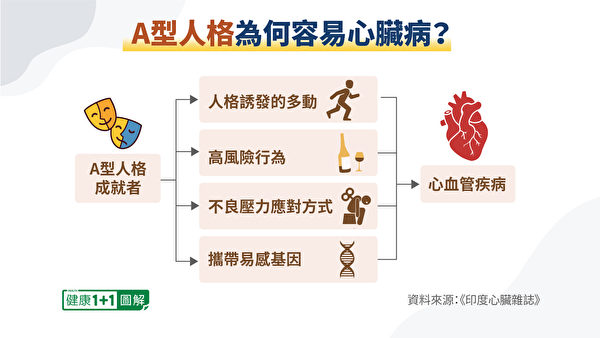 A型人格為何容易心臟病？
人格誘發的多動
高風險行為
A型人格
成就者
不良壓力應對方式
攜帶易感基因
心血管疾病
健康1+1 圖解
資料來源：《印度心臟雜誌》